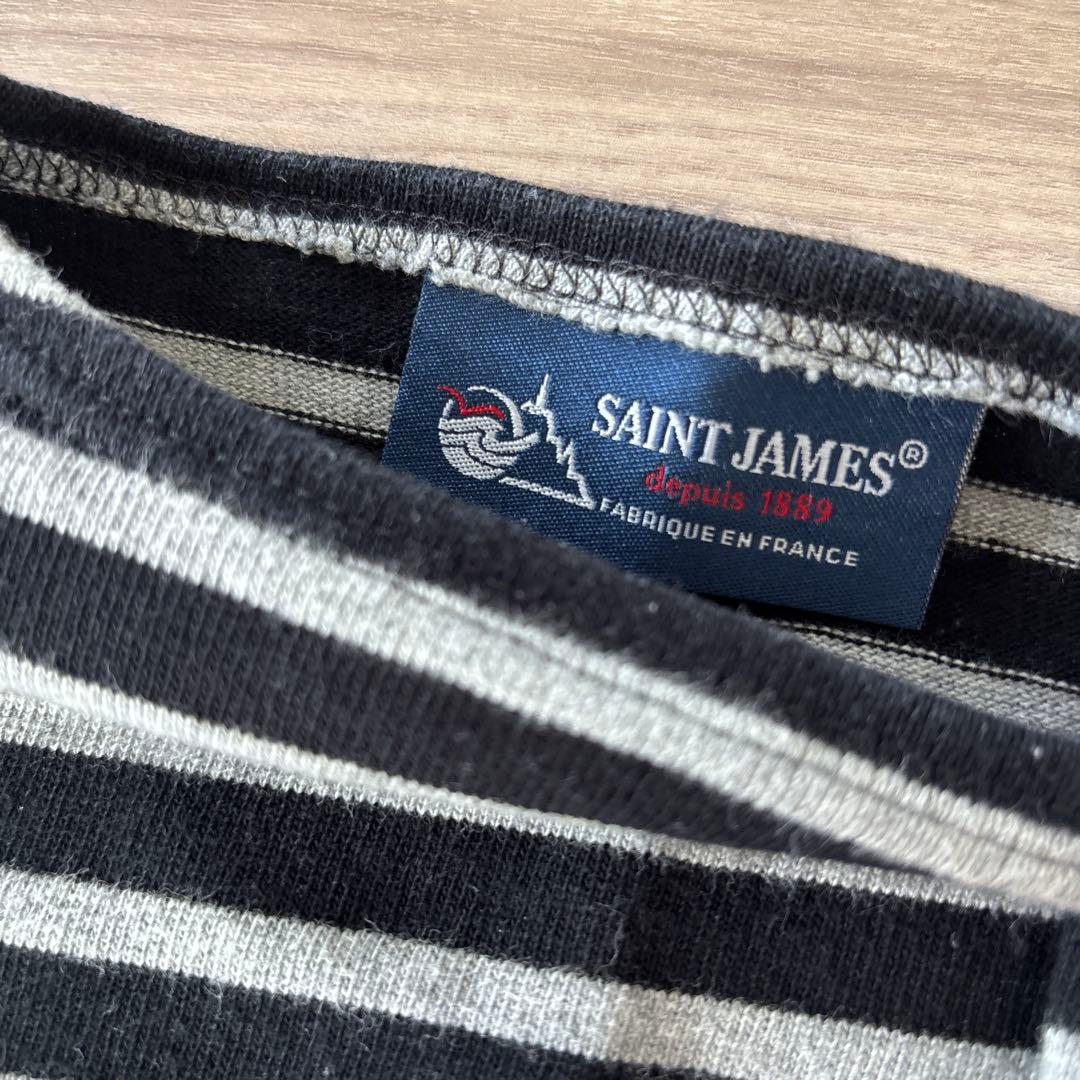 SAINT JAMES®
depuis 1889
FABRIQUE EN FRANCE